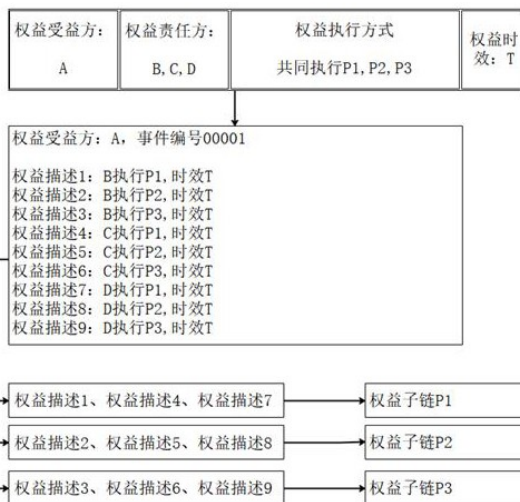 权益受益方：
A
权益责任方：
B,C,D
权益执行方式
共同执行P1,P2,P3
权益时
效：T
权益受益方：A，事件编号00001
权益描述1：B执行P1,时效T
权益描述2：B执行P2,时效T
权益描述3：B执行P3,时效T
权益描述4：C执行P1,时效T
权益描述5：C执行P2,时效T
权益描述6：C执行P3,时效T
权益描述7：D执行P1,时效T
权益描述8：D执行P2,时效T
权益描述9：D执行P3,时效T
权益描述1、权益描述4、权益描述7
权益子链P1
权益描述2、权益描述5、权益描述8
权益子链P2
权益描述3、权益描述6、权益描述9
权益子链P3